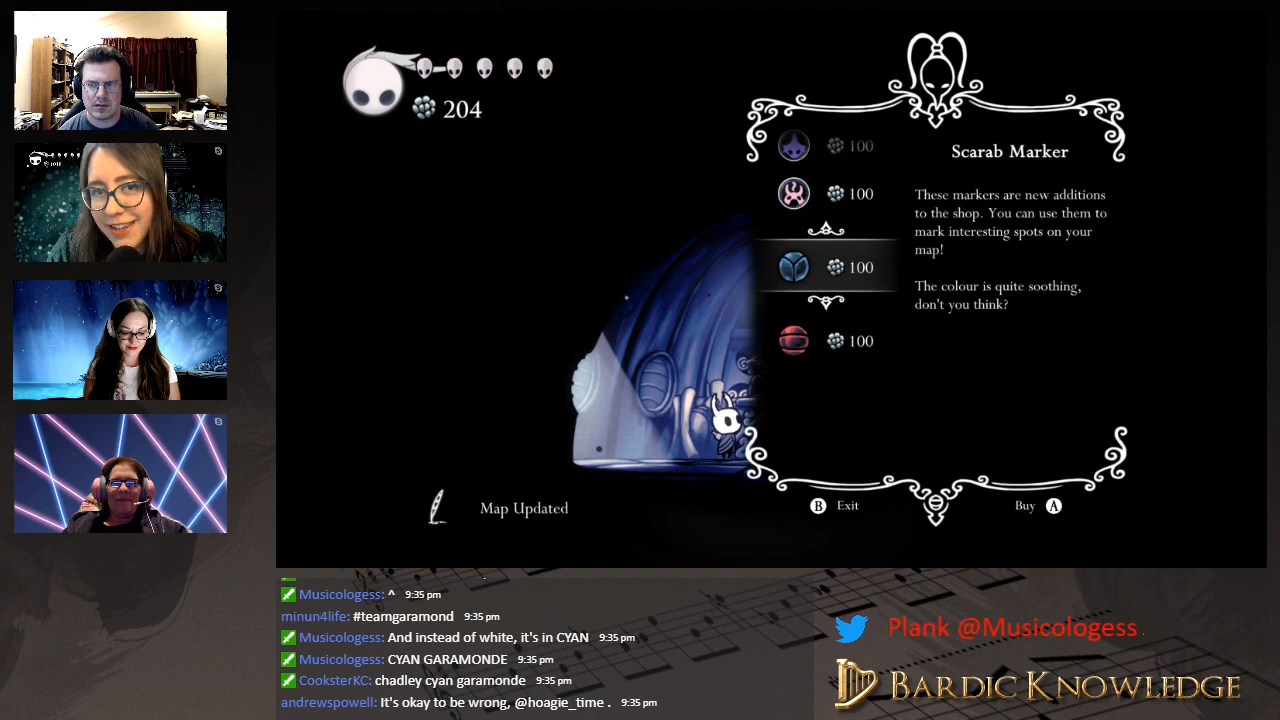 204
100
100
100
100
Scarab Marker
These markers are new additions
to the shop. You can use them to
mark interesting spots on your
map!
The colour is quite soothing,
don't you think?
Map Updated
B Exit
Buy A
Musicologess: ^ 9:35 pm
minun4life: #teamgaramond 9:35 pm
Musicologess: And instead of white, it's in CYAN 9:35 pm
Musicologess: CYAN GARAMONDE 9:35 pm
CooksterKC: chadley cyan garamonde 9:35 pm
andrewspowell: It's okay to be wrong, @hoagie_time . 9:35 pm
Plank @Musicologess
BARDIC KNOWLEDGE